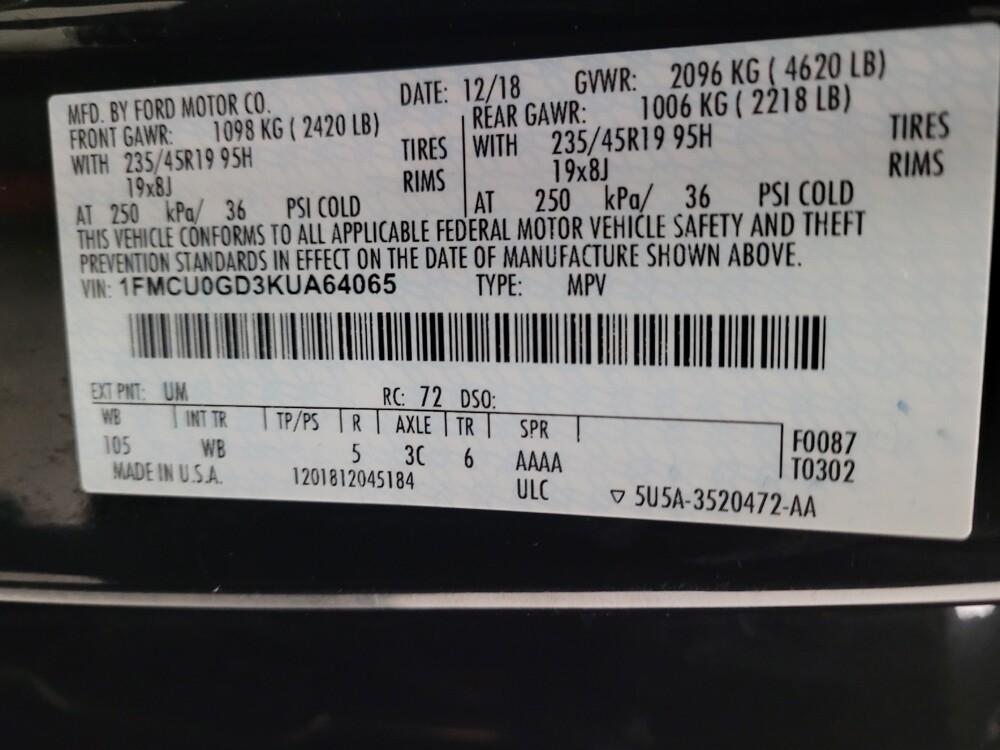 MFD. BY FORD MOTOR CO. DATE: 12/18 GVWR: 2096 KG ( 4620 LB)
FRONT GAWR: 1098 KG ( 2420 LB) REAR GAWR: 1006 KG ( 2218 LB)
WITH 235/45R19 95H TIRES WITH 235/45R19 95H TIRES
19x8J RIMS 19x8J RIMS
AT 250 kPa/ 36 PSI COLD AT 250 kPa/ 36 PSI COLD
THIS VEHICLE CONFORMS TO ALL APPLICABLE FEDERAL MOTOR VEHICLE SAFETY AND THEFT
PREVENTION STANDARDS IN EFFECT ON THE DATE OF MANUFACTURE SHOWN ABOVE.
VIN: 1FMCU0GD3KUA64065 TYPE: MPV
EXT PNT: UM RC: 72 DSO:
WB INT TR TP/PS R AXLE TR SPR
105 WB 5 3C 6 AAAA F0087
T0302
MADE IN U.S.A. 1201812045184 ULC ▽ 5U5A-3520472-AA